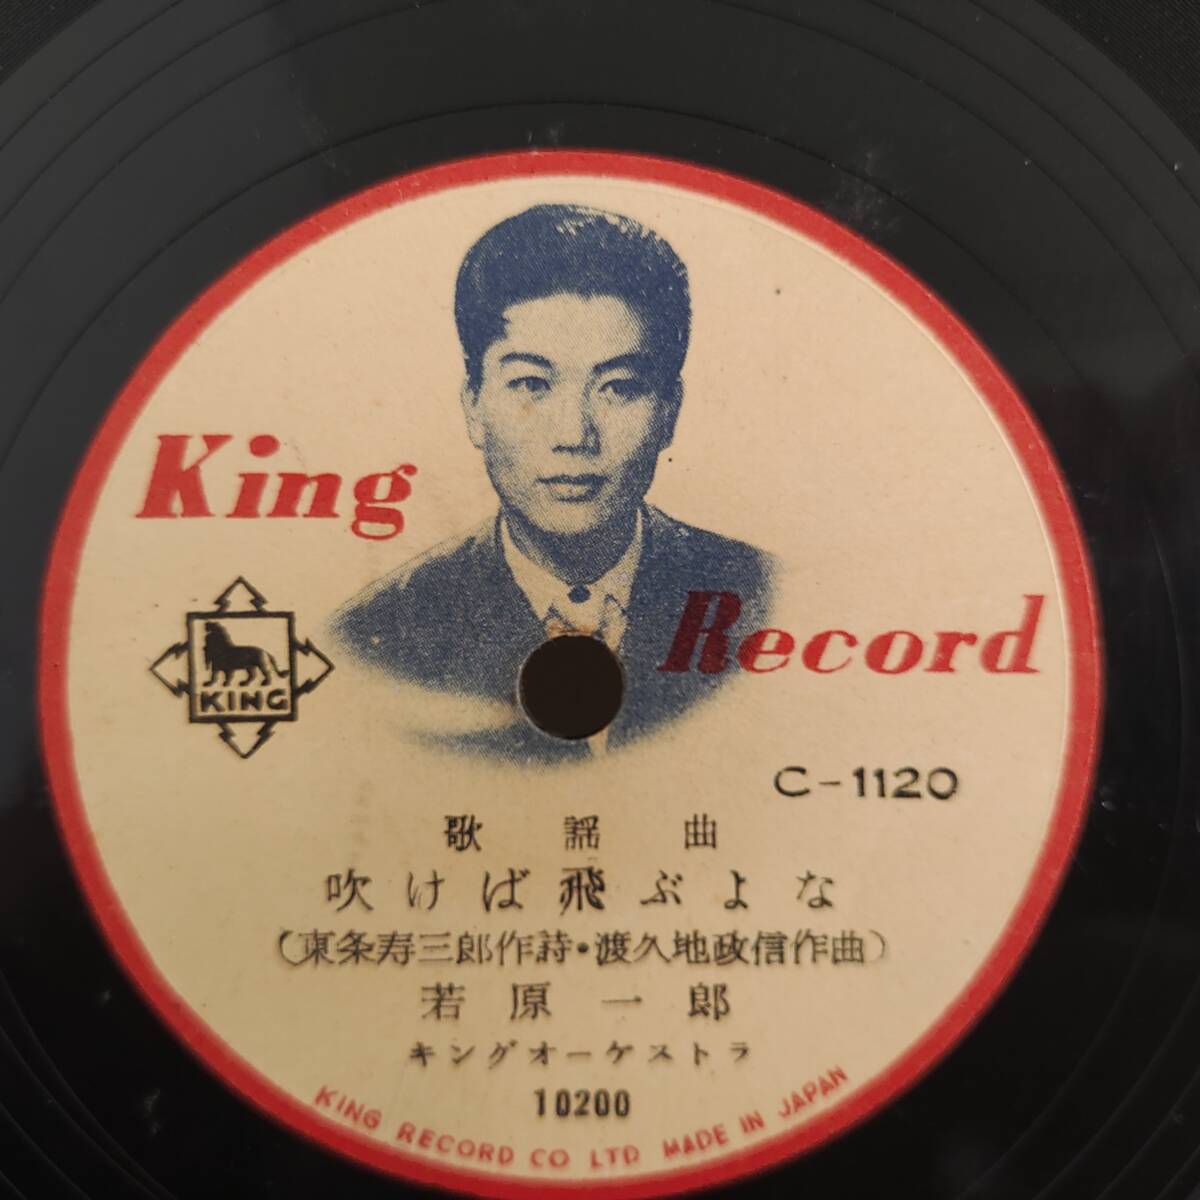 King
Record
KING
C-1120
歌謡曲
吹けば飛ぶよな
(東条寿三郎作詩・渡久地政信作曲)
若原一郎
キングオーケストラ
10200
KING RECORD CO LTD MADE IN JAPAN